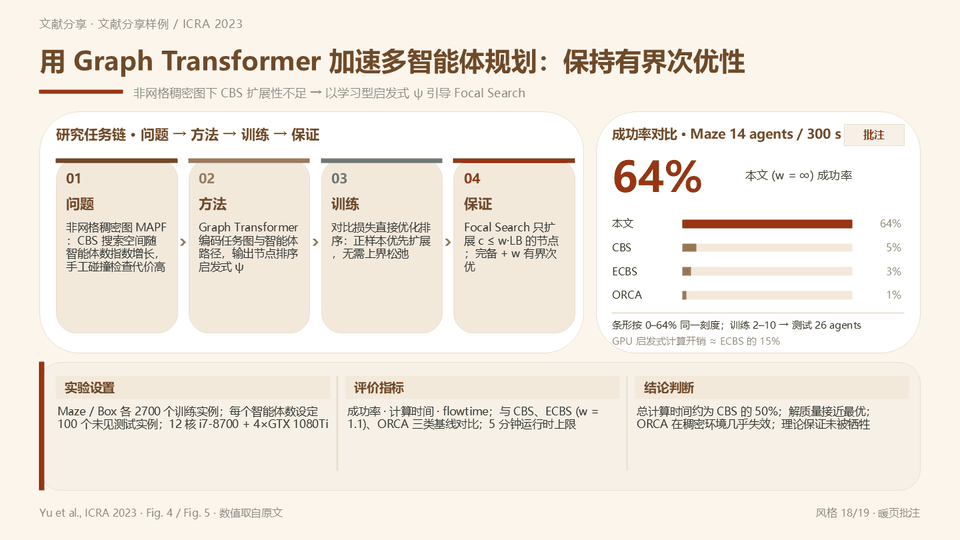 文献分享 · 文献分享样例 / ICRA 2023
用 Graph Transformer 加速多智能体规划：保持有界次优性
非网格稠密图下 CBS 扩展性不足 → 以学习型启发式 ψ 引导 Focal Search
研究任务链 · 问题 → 方法 → 训练 → 保证
01
问题
非网格稠密图 MAPF
：CBS 搜索空间随
智能体数指数增长，
手工碰撞检查代价高
›
02
方法
Graph Transformer
编码任务图与智能体
路径，输出节点排序
启发式 ψ
›
03
训练
对比损失直接优化排
序：正样本优先扩展
，无需上界松弛
›
04
保证
Focal Search 只扩
展 c ≤ w·LB 的节点
；完备 + w 有界次
优
成功率对比 · Maze 14 agents / 300 s
批注
64%
本文 (w = ∞) 成功率
本文 64%
CBS 5%
ECBS 3%
ORCA 1%
条形按 0–64% 同一刻度；训练 2–10 → 测试 26 agents
GPU 启发式计算开销 ≈ ECBS 的 15%
实验设置
Maze / Box 各 2700 个训练实例；每个智能体数设定
100 个未见测试实例；12 核 i7-8700 + 4×GTX 1080Ti
评价指标
成功率 · 计算时间 · flowtime；与 CBS、ECBS (w =
1.1)、ORCA 三类基线对比；5 分钟运行时上限
结论判断
总计算时间约为 CBS 的 50%；解质量接近最优；
ORCA 在稠密环境几乎失效；理论保证未被牺牲
Yu et al., ICRA 2023 · Fig. 4 / Fig. 5 · 数值取自原文
风格 18/19 · 暖页批注